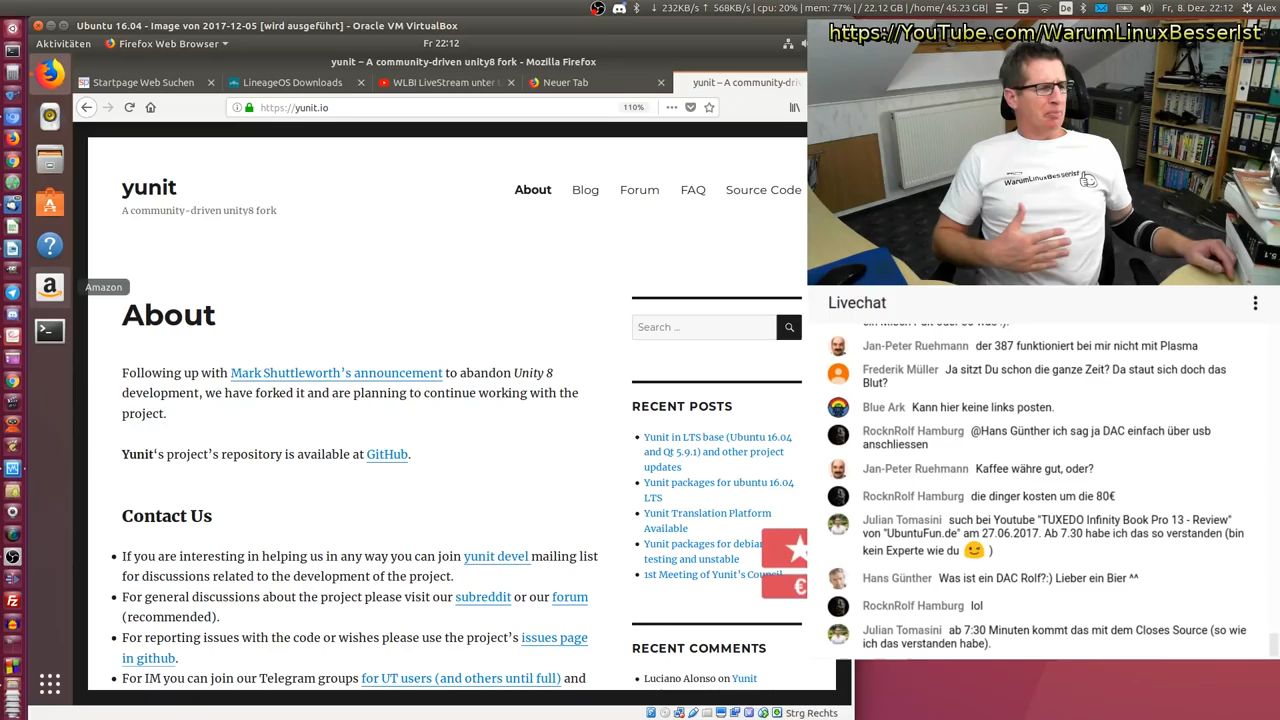 Ubuntu 16.04 - Image von 2017-12-05 [wird ausgeführt] - Oracle VM VirtualBox
232KB/s 568KB/s cpu: 20% mem: 77% / 22.12 GB /home/45.23 GB De Fr, 8. Dez, 22:12 Alex
https://YouTube.com/WarumLinuxBesserIst
Aktivitäten Firefox Web Browser Fr 22:12
yunit – A community-driven unity8 fork - Mozilla Firefox
Startpage Web Suchen LineageOS Downloads WLBI LiveStream unter L Neuer Tab yunit – A community-driv
https://yunit.io 110%
yunit
A community-driven unity8 fork
About Blog Forum FAQ Source Code
WarumLinuxBesserIst
Amazon
About
Search ...
Following up with Mark Shuttleworth's announcement to abandon Unity 8
development, we have forked it and are planning to continue working with the
project.
Yunit's project's repository is available at GitHub.
Contact Us
If you are interesting in helping us in any way you can join yunit devel mailing list
for discussions related to the development of the project.
For general discussions about the project please visit our subreddit or our forum
(recommended).
For reporting issues with the code or wishes please use the project's issues page
in github.
For IM you can join our Telegram groups for UT users (and others until full) and
RECENT POSTS
Yunit in LTS base (Ubuntu 16.04
and Qt 5.9.1) and other project
updates
Yunit packages for ubuntu 16.04
LTS
Yunit Translation Platform
Available
Yunit packages for debian
testing and unstable
1st Meeting of Yunit's Council
€
RECENT COMMENTS
Luciano Alonso on Yunit
Livechat
Jan-Peter Ruehmann der 387 funktioniert bei mir nicht mit Plasma
Frederik Müller Ja sitzt Du schon die ganze Zeit? Da staut sich doch das
Blut?
Blue Ark Kann hier keine links posten.
RocknRolf Hamburg @Hans Günther ich sag ja DAC einfach über usb
anschliessen
Jan-Peter Ruehmann Kaffee währe gut, oder?
RocknRolf Hamburg die dinger kosten um die 80€
Julian Tomasini such bei Youtube "TUXEDO Infinity Book Pro 13 - Review"
von "UbuntuFun.de" am 27.06.2017. Ab 7.30 habe ich das so verstanden (bin
kein Experte wie du 😉 )
Hans Günther Was ist ein DAC Rolf?:) Lieber ein Bier ^^
RocknRolf Hamburg lol
Julian Tomasini ab 7:30 Minuten kommt das mit dem Closes Source (so wie
ich das verstanden habe).
Strg Rechts